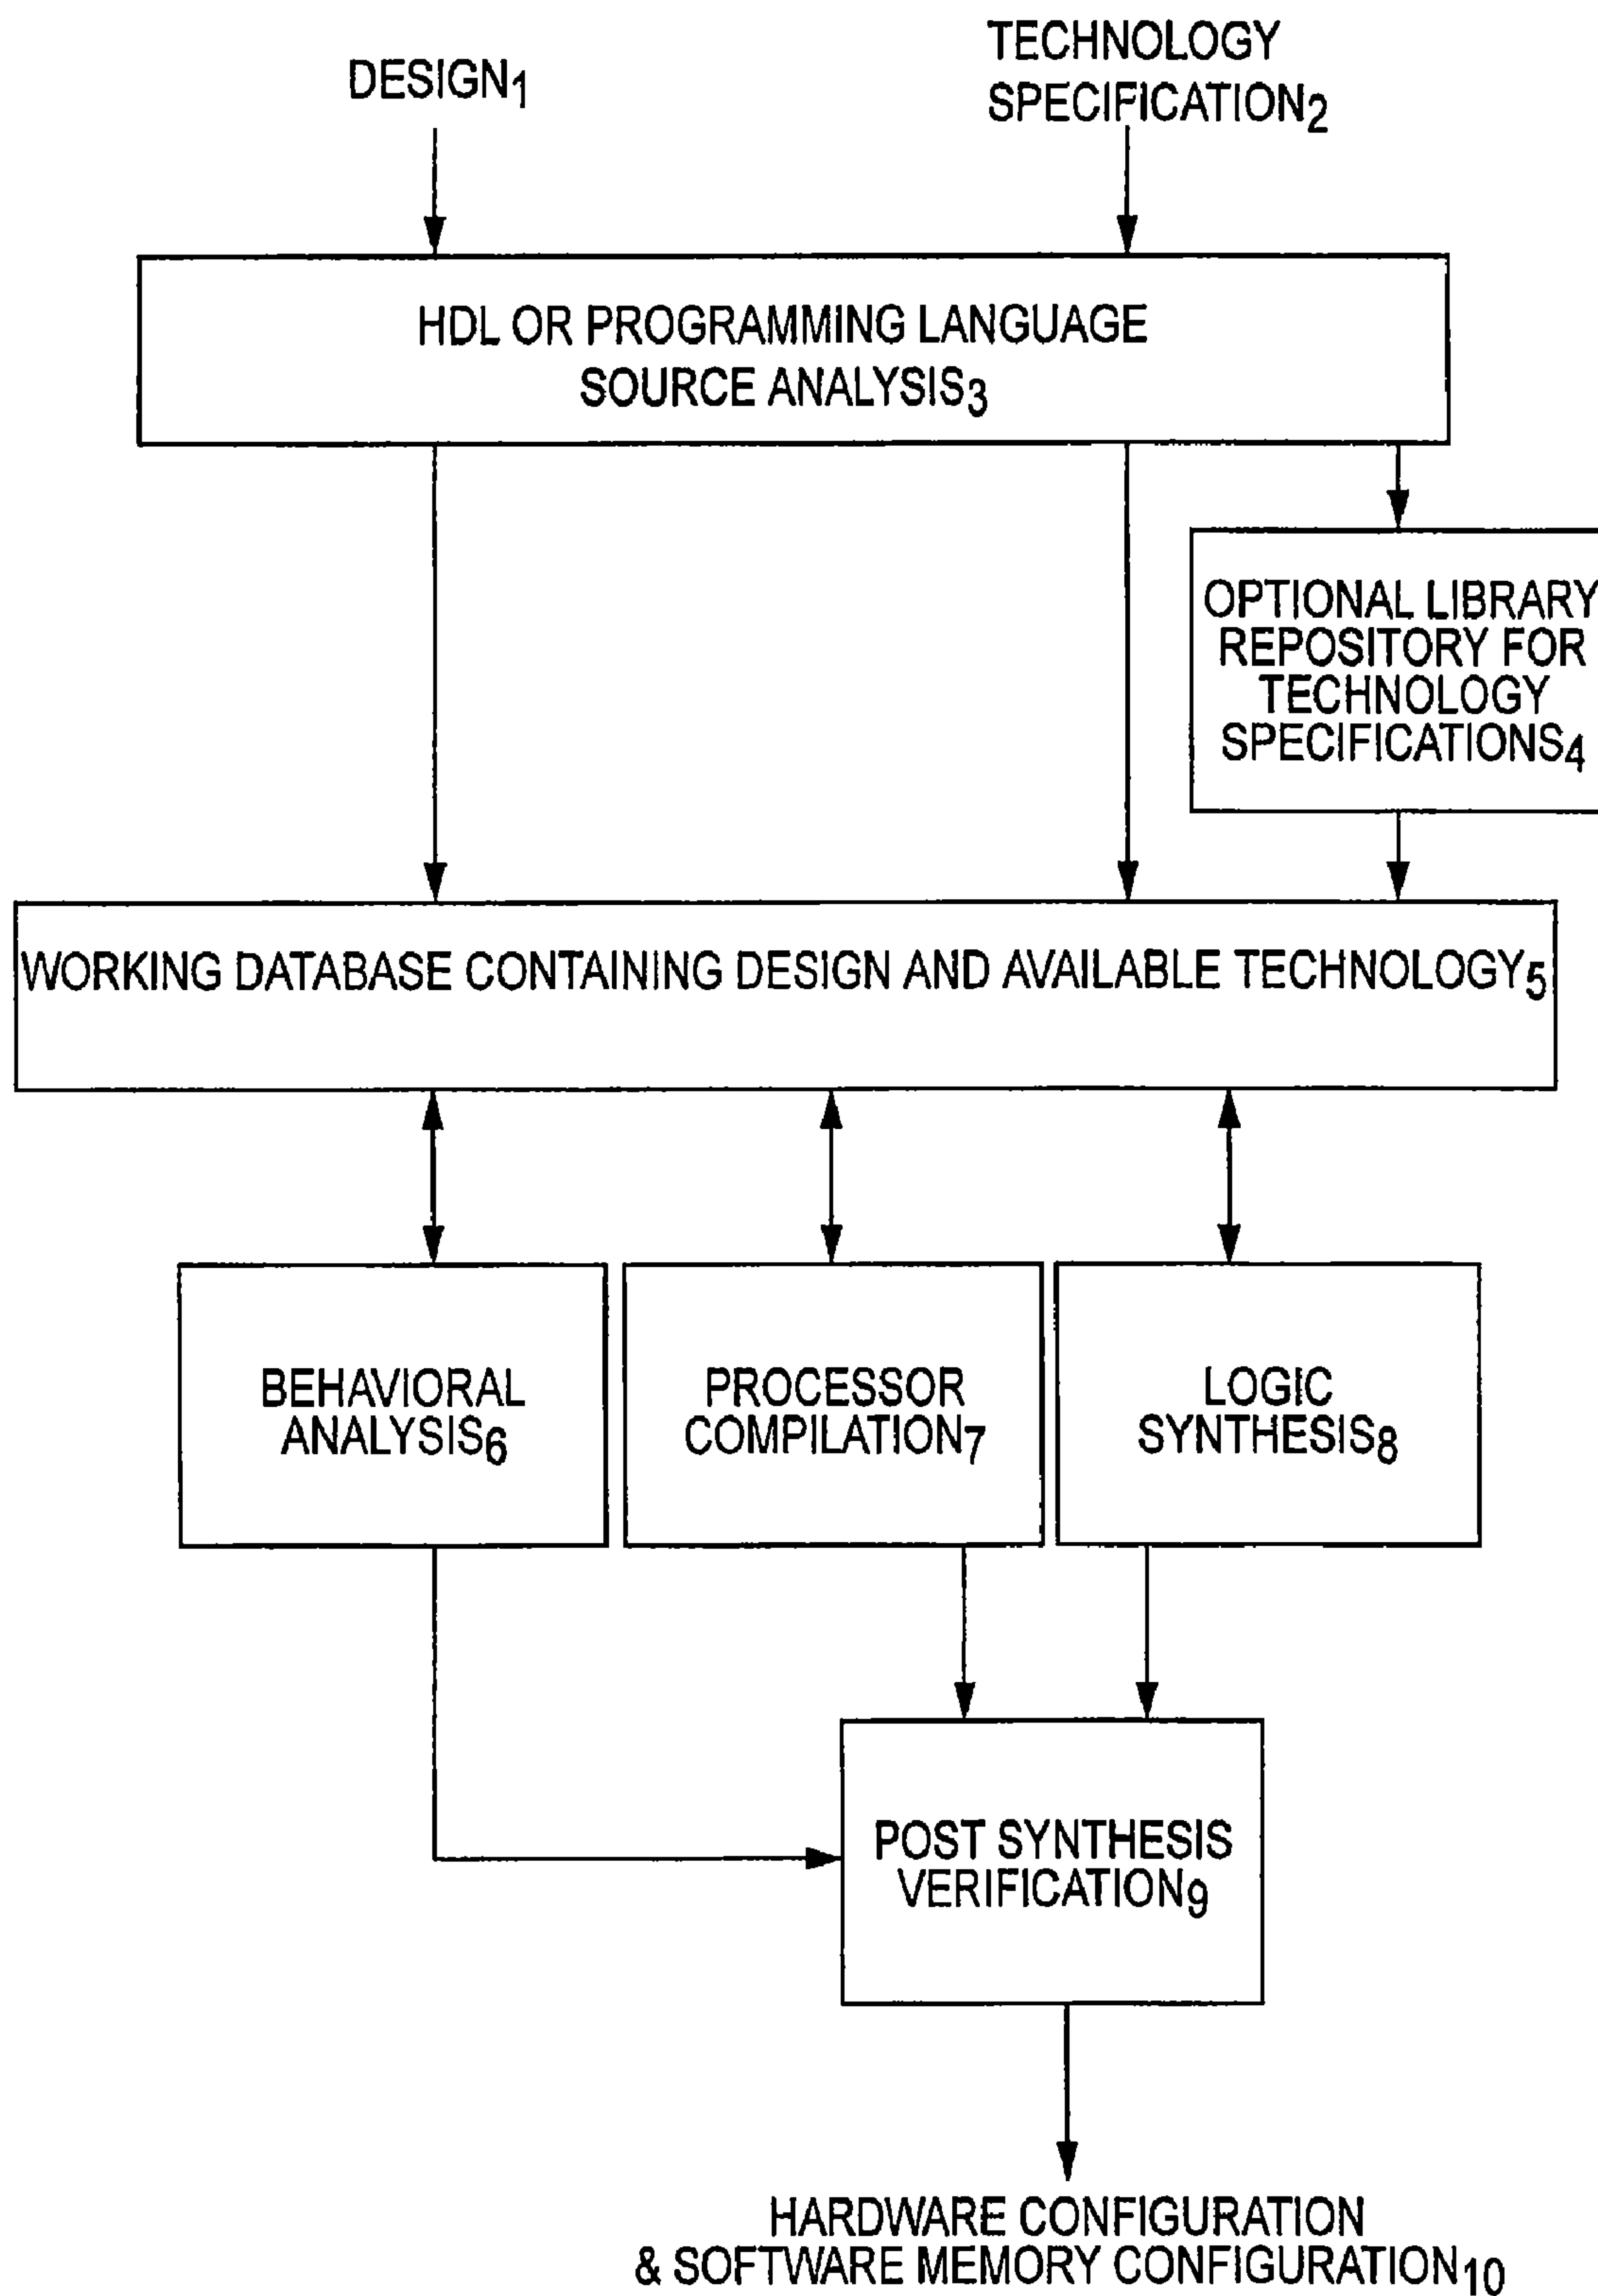 DESIGN1
TECHNOLOGY
SPECIFICATION2
HDL OR PROGRAMMING LANGUAGE
SOURCE ANALYSIS3
OPTIONAL LIBRARY
REPOSITORY FOR
TECHNOLOGY
SPECIFICATIONS4
WORKING DATABASE CONTAINING DESIGN AND AVAILABLE TECHNOLOGY5
BEHAVIORAL
ANALYSIS6
PROCESSOR
COMPILATION7
LOGIC
SYNTHESIS8
POST SYNTHESIS
VERIFICATION9
HARDWARE CONFIGURATION
& SOFTWARE MEMORY CONFIGURATION10